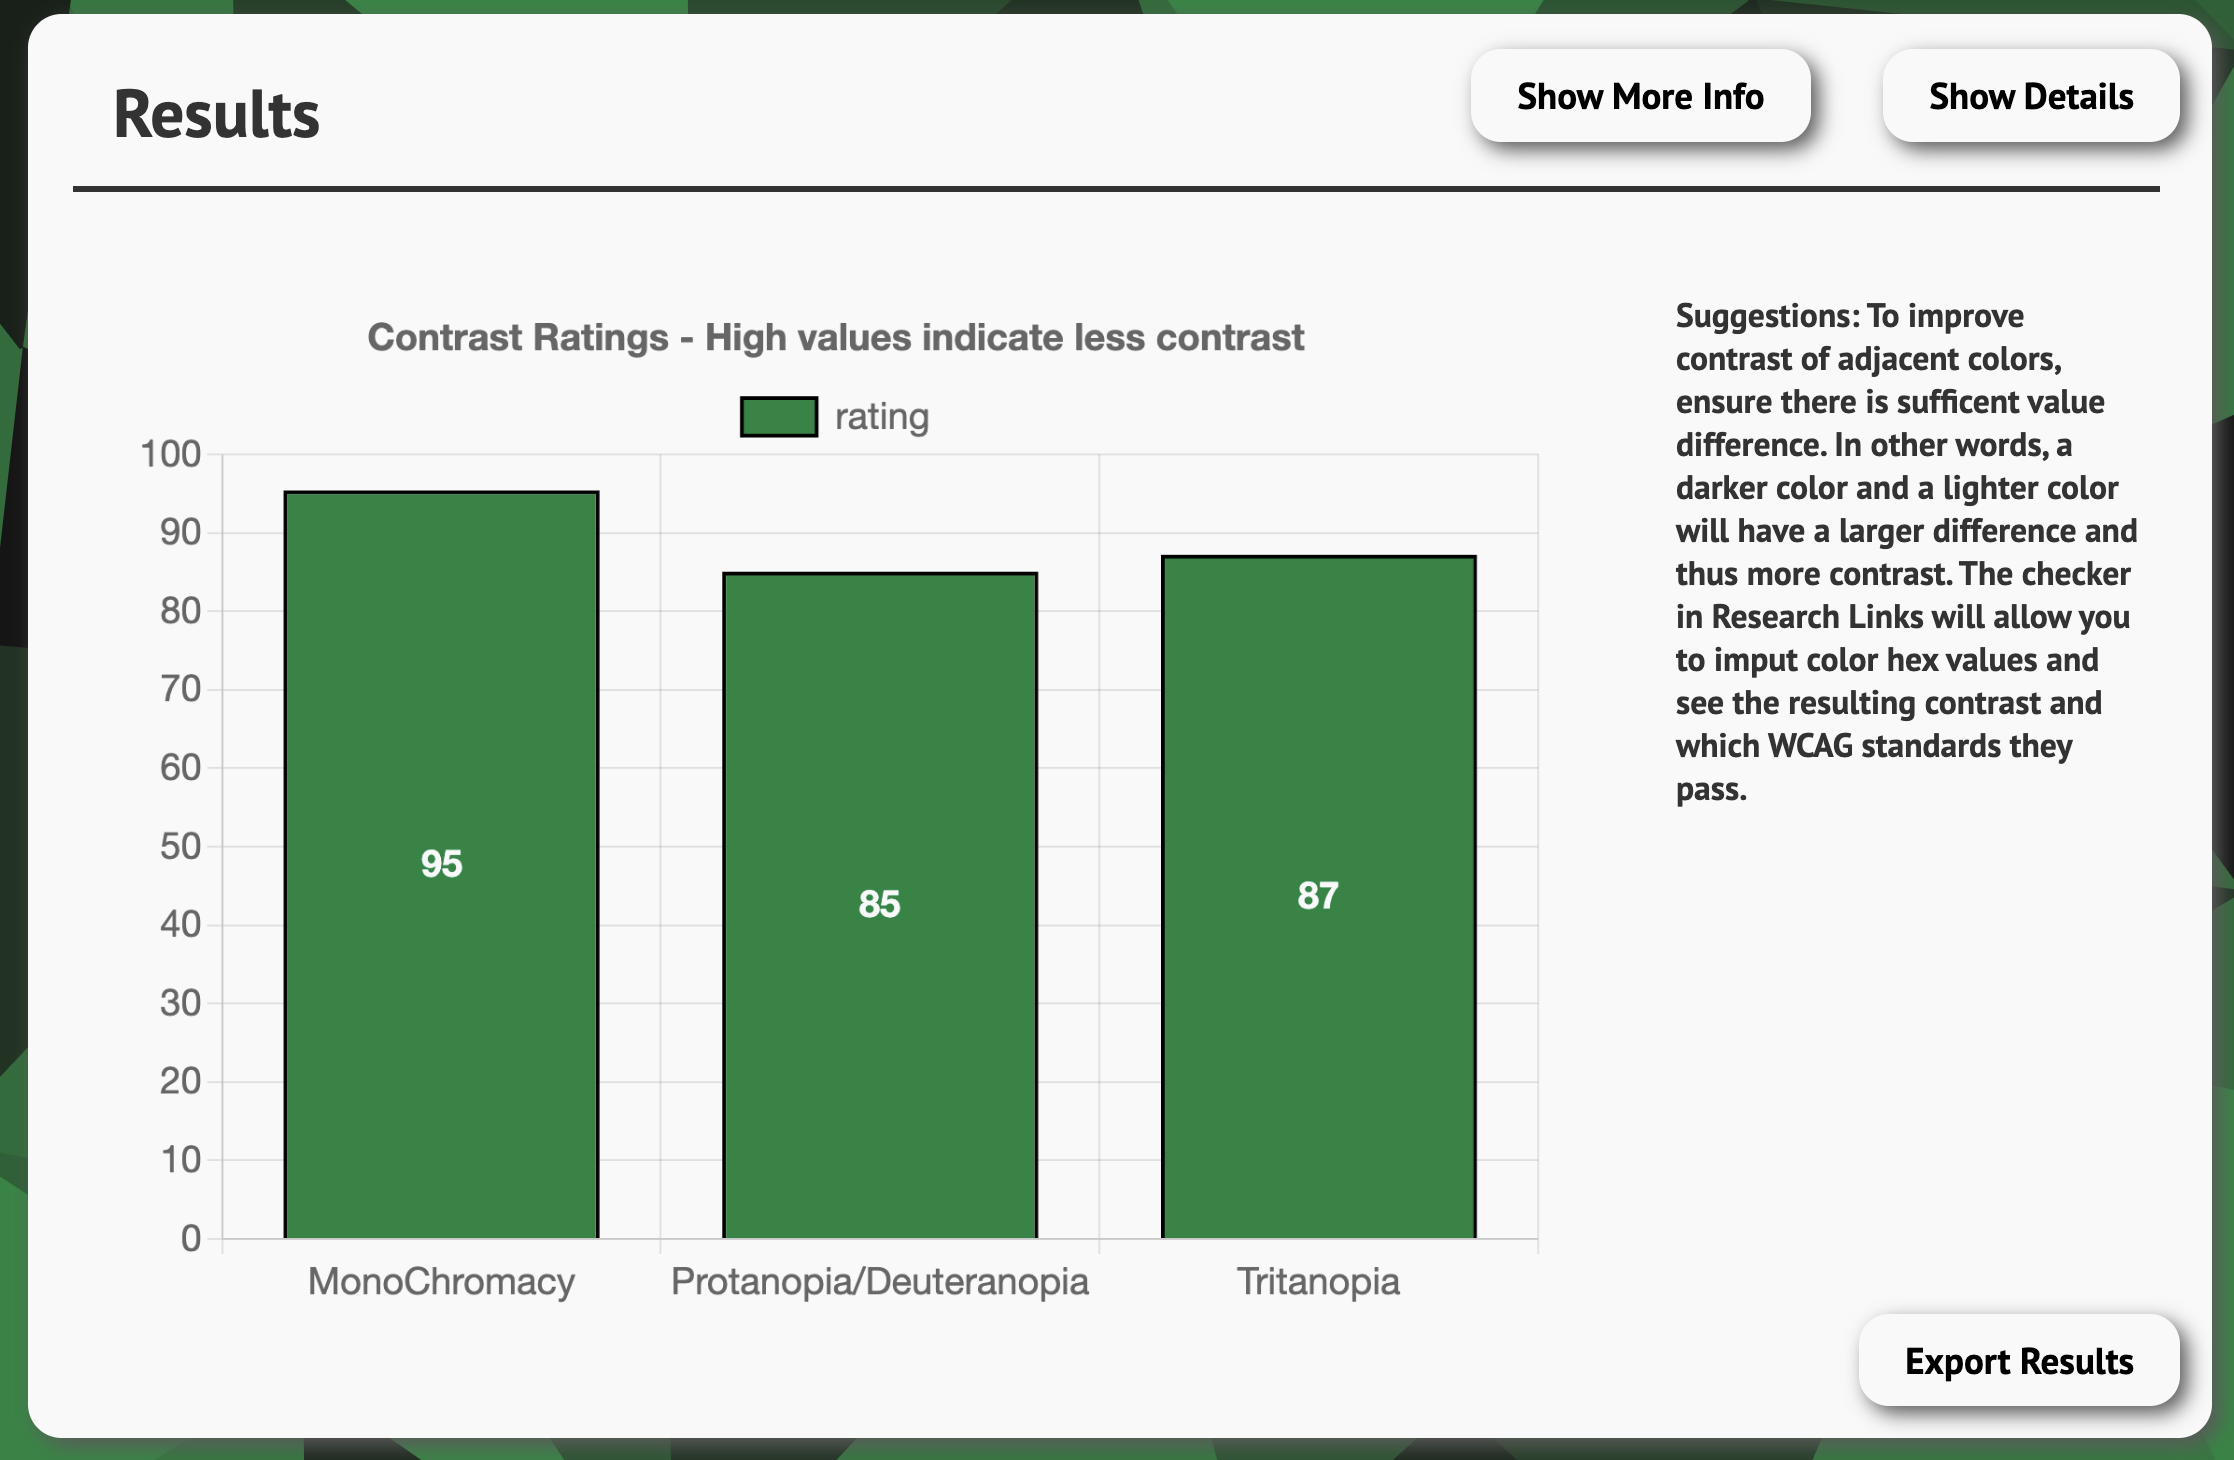 Results
Show More Info
Show Details
Contrast Ratings - High values indicate less contrast
rating
100
90
80
70
60
50
40
30
20
10
0
95
85
87
MonoChromacy
Protanopia/Deuteranopia
Tritanopia
Suggestions: To improve
contrast of adjacent colors,
ensure there is sufficent value
difference. In other words, a
darker color and a lighter color
will have a larger difference and
thus more contrast. The checker
in Research Links will allow you
to imput color hex values and
see the resulting contrast and
which WCAG standards they
pass.
Export Results